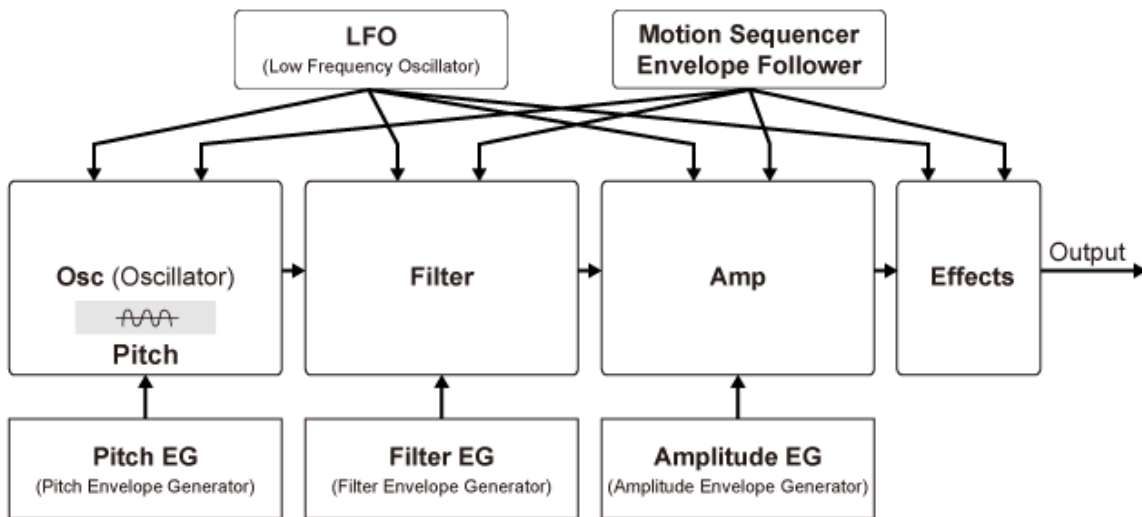 LFO
(Low Frequency Oscillator)
Motion Sequencer
Envelope Follower
Osc (Oscillator)
Pitch
Filter
Amp
Effects
Output
Pitch EG
(Pitch Envelope Generator)
Filter EG
(Filter Envelope Generator)
Amplitude EG
(Amplitude Envelope Generator)